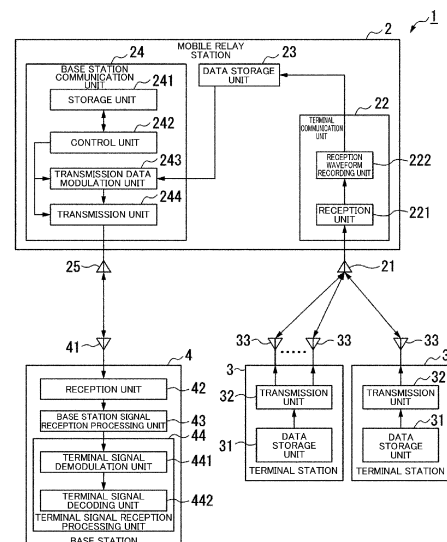 1
2
MOBILE RELAY
STATION
24
BASE STATION
COMMUNICATION
UNIT
241
STORAGE UNIT
242
CONTROL UNIT
243
TRANSMISSION DATA
MODULATION UNIT
244
TRANSMISSION UNIT
23
DATA STORAGE
UNIT
22
TERMINAL COMMUNICATION
UNIT
222
RECEPTION
WAVEFORM
RECORDING UNIT
221
RECEPTION
UNIT
25
21
41
33
33
33
4
RECEPTION UNIT
42
BASE STATION SIGNAL
RECEPTION PROCESSING UNIT
43
44
TERMINAL SIGNAL
DEMODULATION UNIT
441
TERMINAL SIGNAL
DECODING UNIT
442
TERMINAL SIGNAL RECEPTION
PROCESSING UNIT
BASE STATION
3
TRANSMISSION
UNIT
32
DATA
STORAGE
UNIT
31
TERMINAL STATION
3
TRANSMISSION
UNIT
32
DATA
STORAGE
UNIT
31
TERMINAL STATION